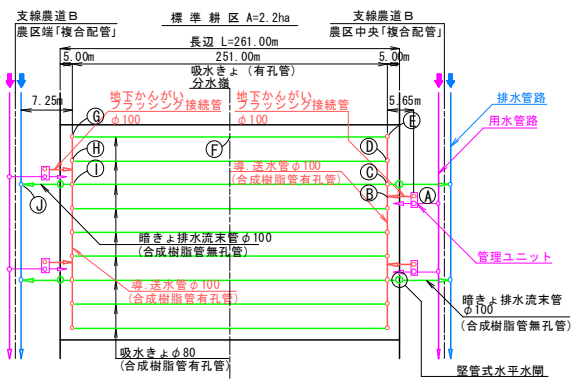 支線農道B
農区端「複合配管」
標準耕区 A=2.2ha
支線農道B
農区中央「複合配管」
長辺 L=261.00m
5.00m
251.00m
5.00m
吸水きょ (有孔管)
分水嶺
7.25m
地下かんがい
フラッシング接続管
φ100
地下かんがい
フラッシング接続管
φ100
5.65m
排水管路
用水管路
G
F
E
H
D
I
C
導.送水管φ100
(合成樹脂管有孔管)
B
A
J
暗きょ排水流末管φ100
(合成樹脂管無孔管)
管理ユニット
導.送水管φ100
(合成樹脂管有孔管)
暗きょ排水流末管
φ100
(合成樹脂管無孔管)
吸水きょφ80
(合成樹脂管有孔管)
堅管式水平水閘